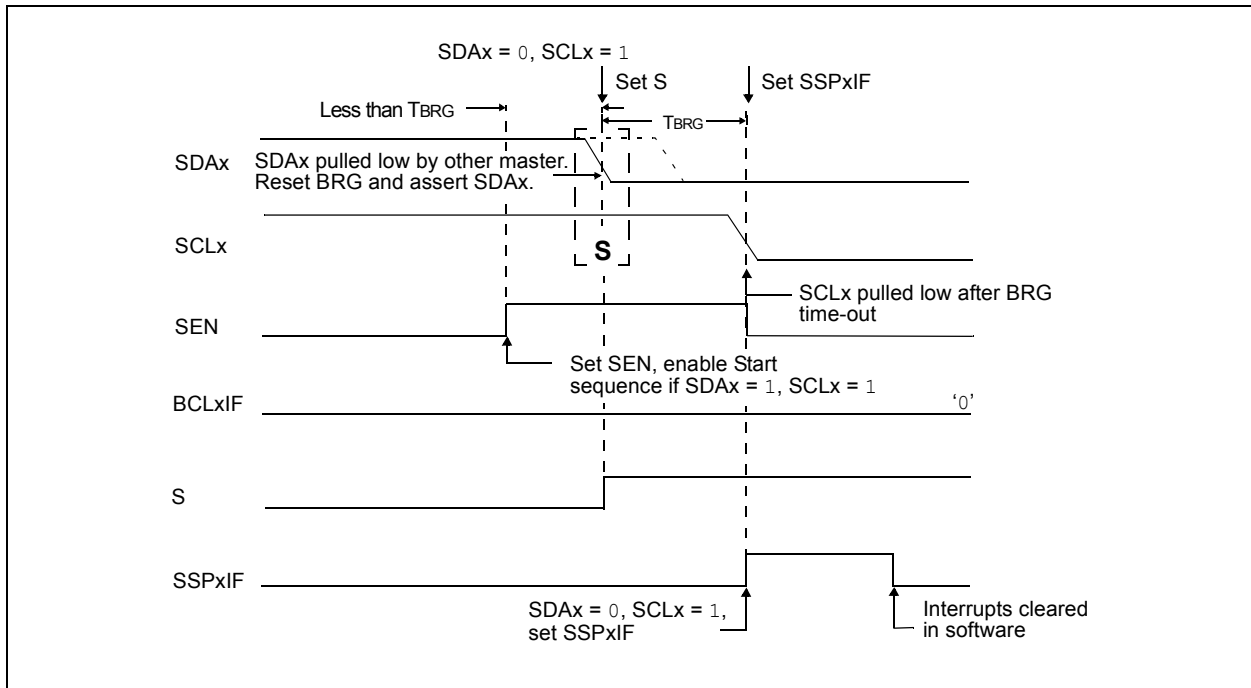 SDAx = 0, SCLx = 1
Set S
Set SSPxIF
Less than TBRG
TBRG
SDAx
SDAx pulled low by other master.
Reset BRG and assert SDAx.
SCLx
S
SCLx pulled low after BRG
time-out
SEN
Set SEN, enable Start
sequence if SDAx = 1, SCLx = 1
BCLxIF
‘0’
S
SSPxIF
SDAx = 0, SCLx = 1,
set SSPxIF
Interrupts cleared
in software